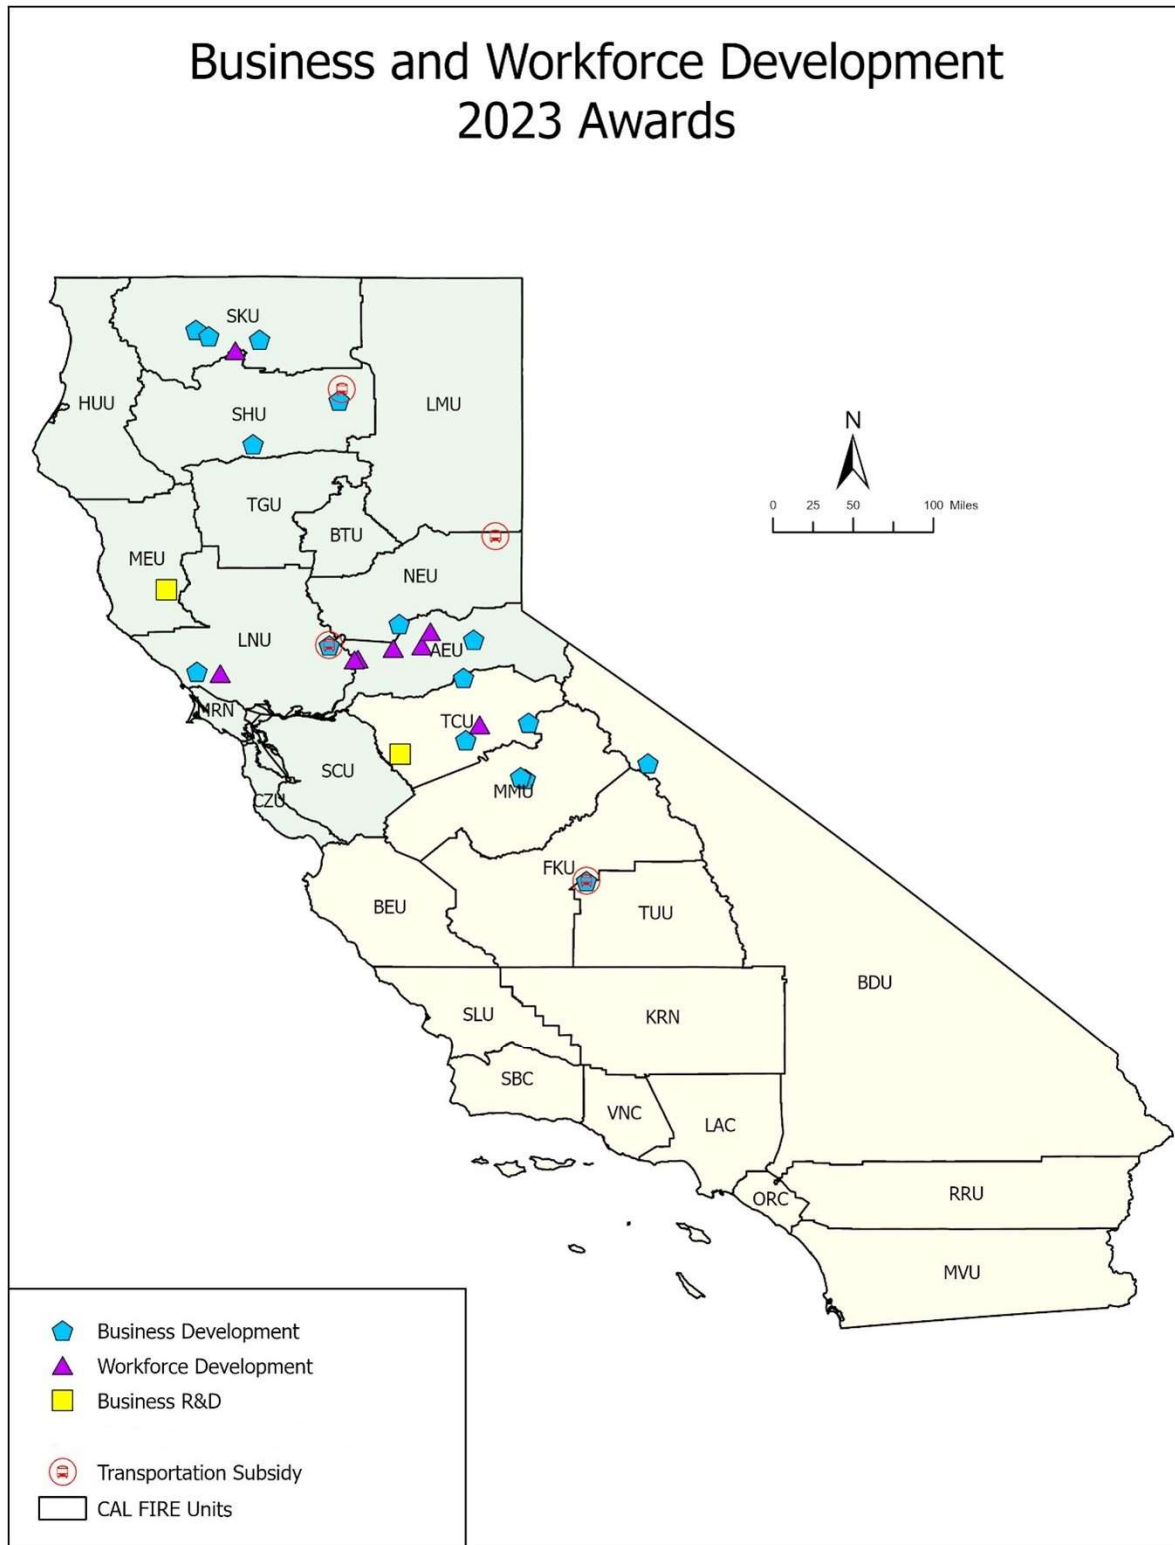 Business and Workforce Development
2023 Awards
SKU
HUU
SHU
LMU
N
0 25 50 100 Miles
TGU
BTU
MEU
NEU
LNU
AEU
MRN
TCU
SCU
MMU
CZU
FKU
BEU
TUU
BDU
SLU
KRN
SBC
VNC
LAC
ORC
RRU
MVU
Business Development
Workforce Development
Business R&D
Transportation Subsidy
CAL FIRE Units